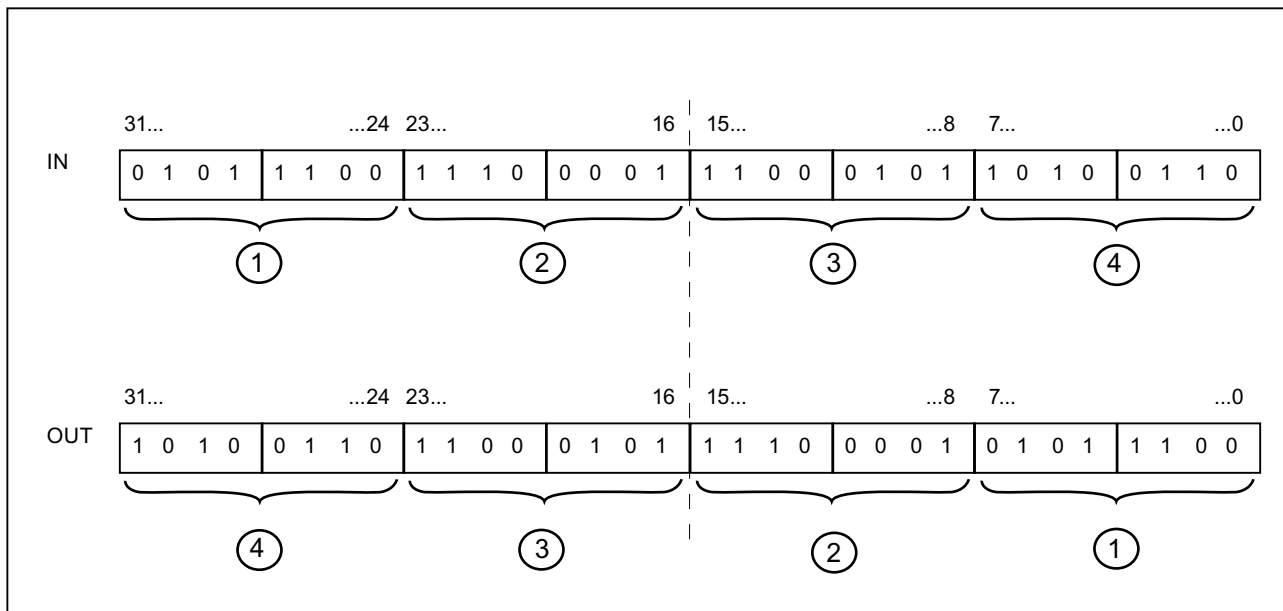 31... ...24 23... 16 15... ...8 7... ...0
IN 0 1 0 1 1 1 0 0 1 1 1 0 0 0 0 1 1 1 0 0 0 1 0 1 1 0 1 0 0 1 1 0
1 2 3 4
31... ...24 23... 16 15... ...8 7... ...0
OUT 1 0 1 0 0 1 1 0 1 1 0 0 0 1 0 1 1 1 1 0 0 0 0 1 0 1 0 1 1 1 0 0
4 3 2 1